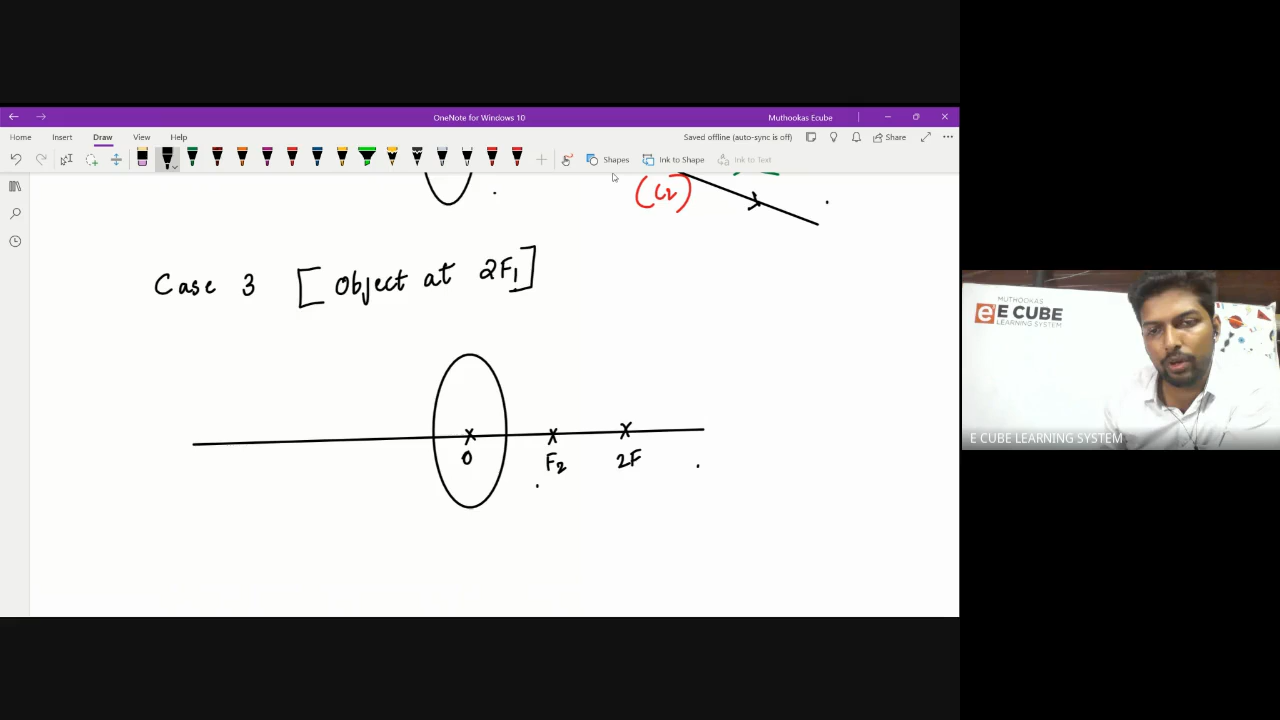 OneNote for Windows 10
Muthookas Ecube
Home Insert Draw View Help
Saved offline (auto-sync is off)
Share
Shapes
Ink to Shape
Ink to Text
(C2)
Case 3 [Object at 2F1]
O
F2
2F
MUTHOOKAS
e E CUBE
LEARNING SYSTEM
E CUBE LEARNING SYSTEM